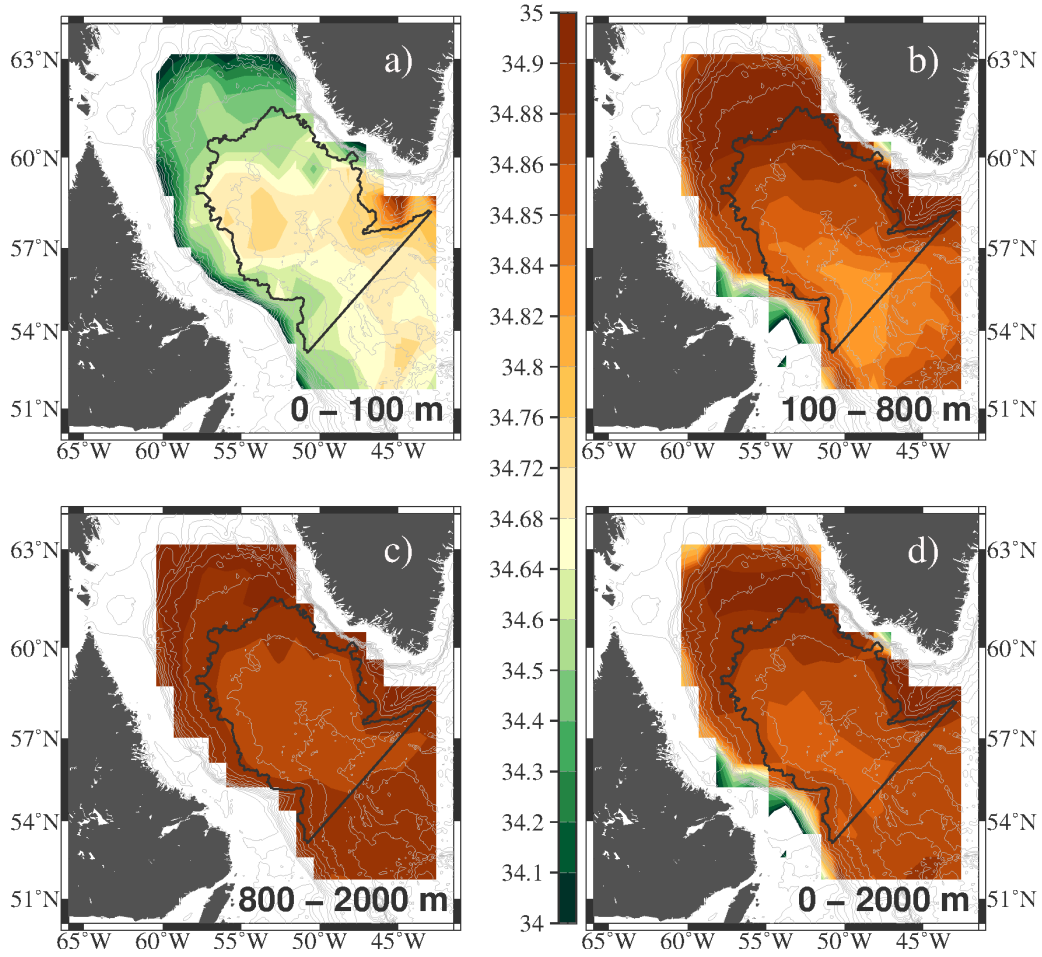 a)
63°N
60°N
57°N
54°N
51°N
0 – 100 m
65°W
60°W
55°W
50°W
45°W
35
34.9
34.88
34.86
34.85
34.84
34.82
34.8
34.76
34.72
34.68
34.64
34.6
34.5
34.4
34.3
34.2
34.1
34
b)
63°N
60°N
57°N
54°N
51°N
100 – 800 m
65°W
60°W
55°W
50°W
45°W
c)
63°N
60°N
57°N
54°N
51°N
800 – 2000 m
65°W
60°W
55°W
50°W
45°W
d)
63°N
60°N
57°N
54°N
51°N
0 – 2000 m
65°W
60°W
55°W
50°W
45°W